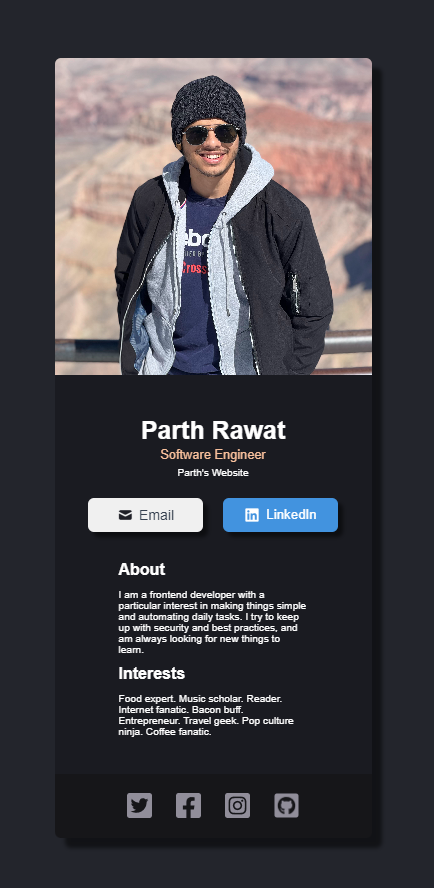 Parth Rawat
Software Engineer
Parth's Website
Email
LinkedIn
About
I am a frontend developer with a
particular interest in making things simple
and automating daily tasks. I try to keep
up with security and best practices, and
am always looking for new things to
learn.
Interests
Food expert. Music scholar. Reader.
Internet fanatic. Bacon buff.
Entrepreneur. Travel geek. Pop culture
ninja. Coffee fanatic.